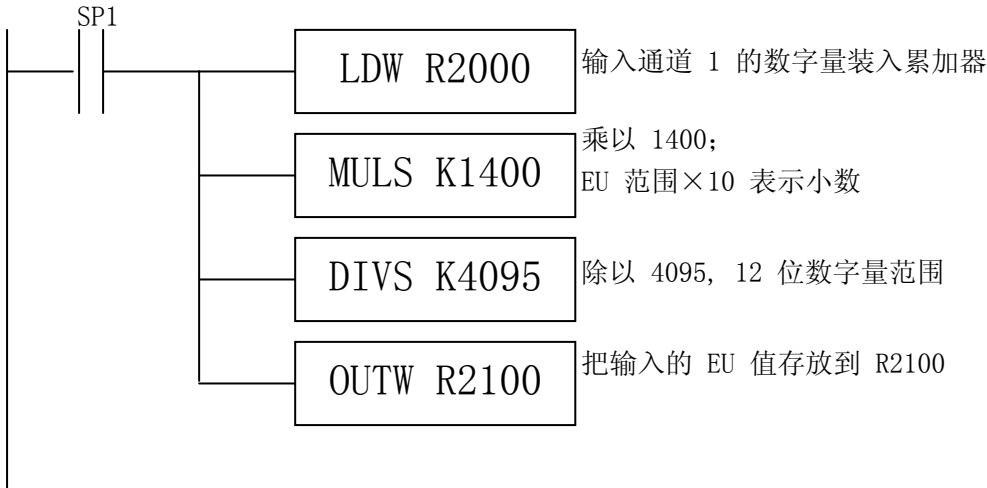 SP1
LDW R2000
输入通道 1 的数字量装入累加器
MULS K1400
乘以 1400;
EU 范围×10 表示小数
DIVS K4095
除以 4095, 12 位数字量范围
OUTW R2100
把输入的 EU 值存放到 R2100